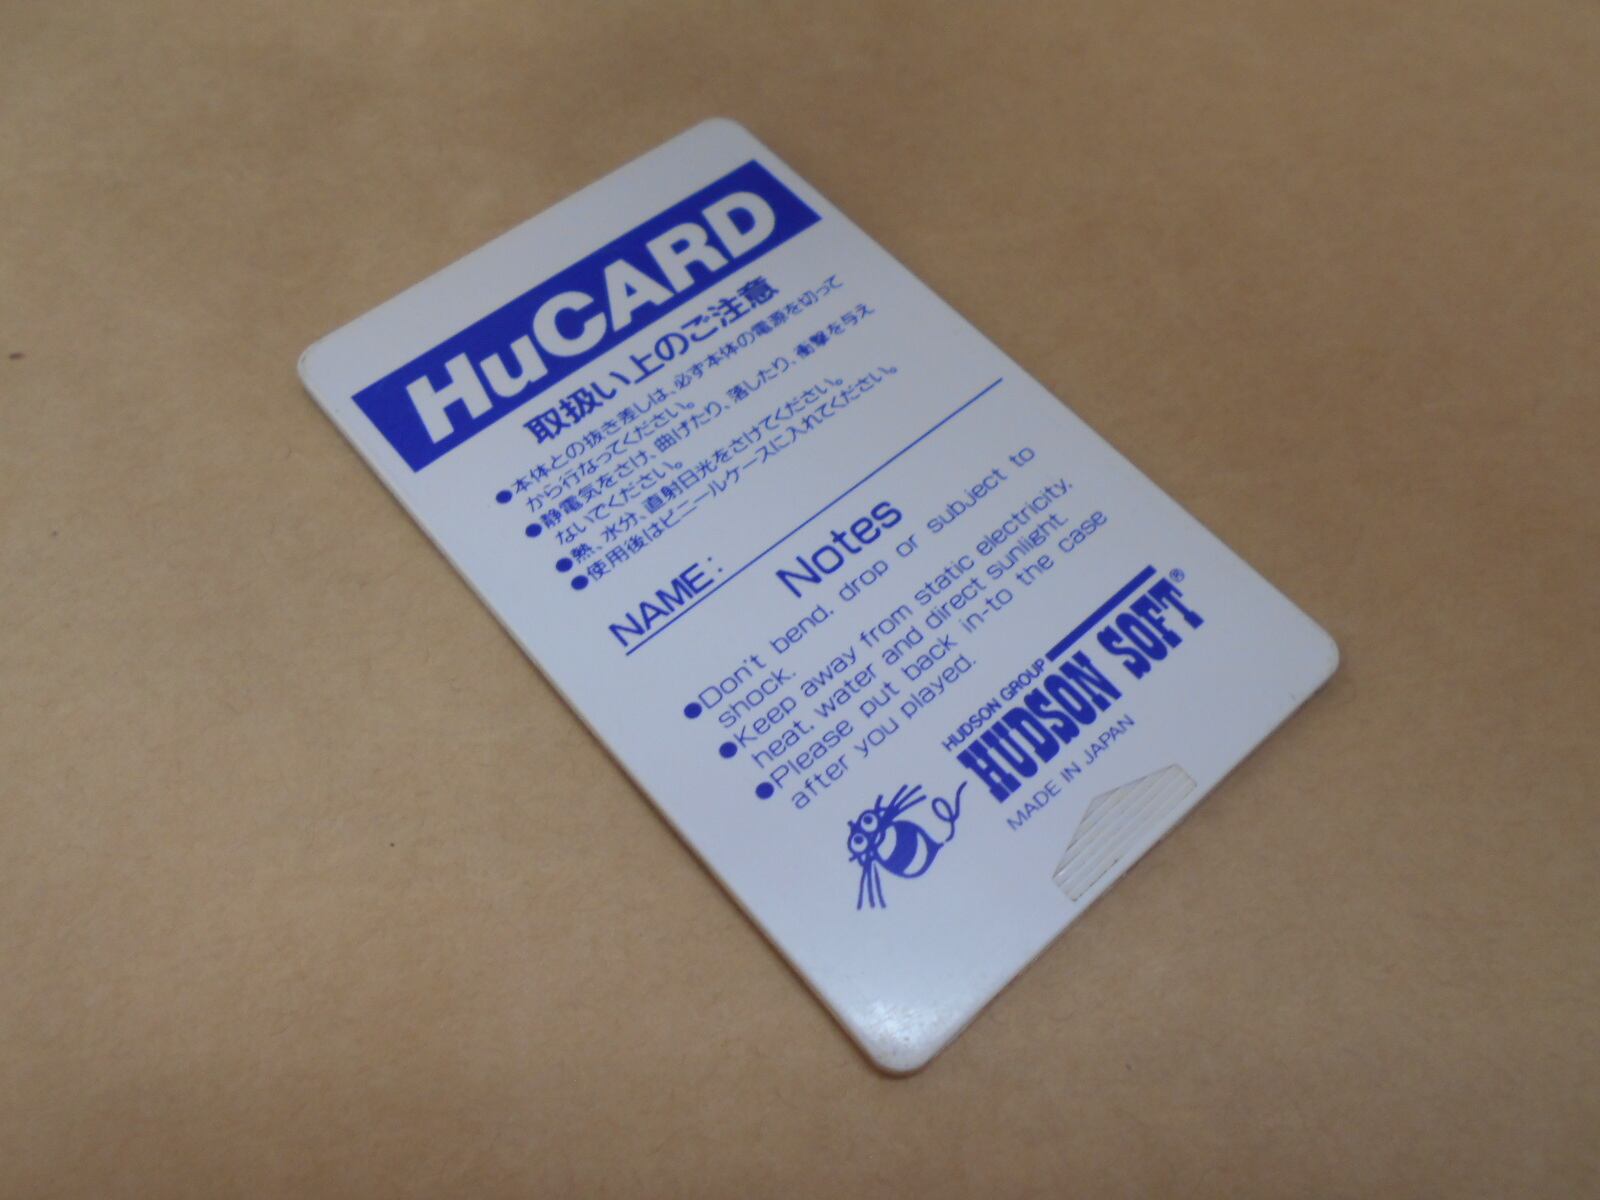 HuCARD
取扱い上のご注意
●本体との抜き差しは、必ず本体の電源を切って
から行なってください。
●静電気をさけ、曲げたり、落したり、衝撃を与え
ないでください。
●熱、水分、直射日光をさけてください。
●使用後はビニールケースに入れてください。
NAME:
Notes
●Don't bend, drop or subject to
shock.
●Keep away from static electricity,
heat, water and direct sunlight.
●Please put back in-to the case
after you played.
HUDSON GROUP
HUDSON SOFT®
MADE IN JAPAN